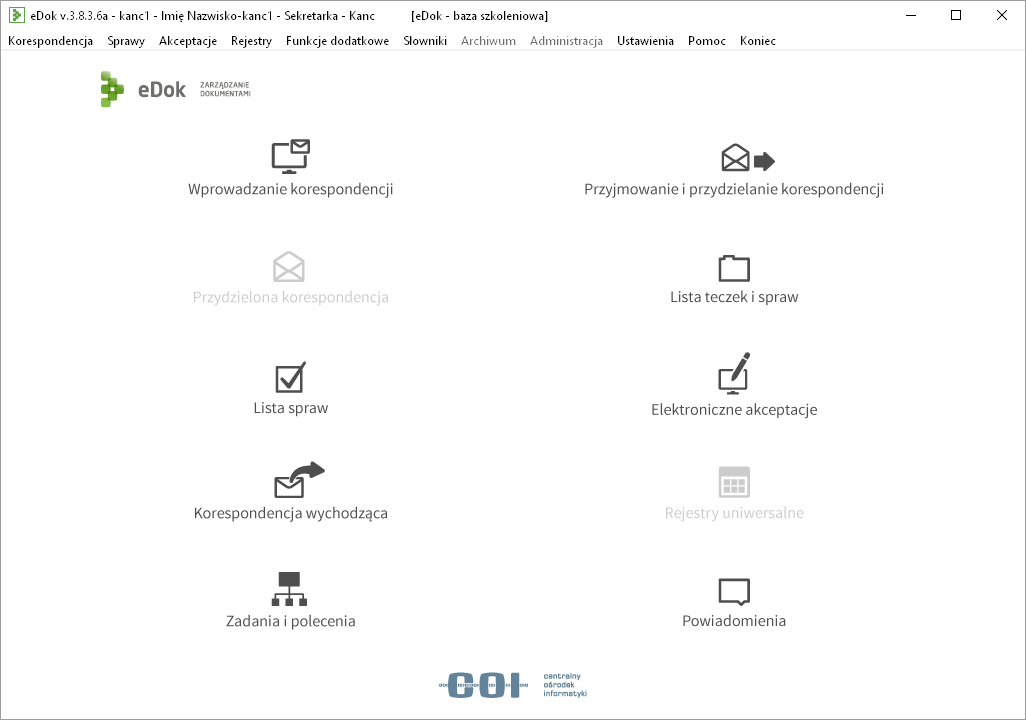 eDok v.3.8.3.6a - kanc1 - Imię Nazwisko-kanc1 - Sekretarka - Kanc [eDok - baza szkoleniowa]
Korespondencja Sprawy Akceptacje Rejestry Funkcje dodatkowe Słowniki Archiwum Administracja Ustawienia Pomoc Koniec
eDok ZARZĄDZANIE
DOKUMENTAMI
Wprowadzanie korespondencji Przyjmowanie i przydzielanie korespondencji
Przydzielona korespondencja Lista teczek i spraw
Lista spraw Elektroniczne akceptacje
Korespondencja wychodząca Rejestry uniwersalne
Zadania i polecenia Powiadomienia
COI centralny
ośrodek
informatyki